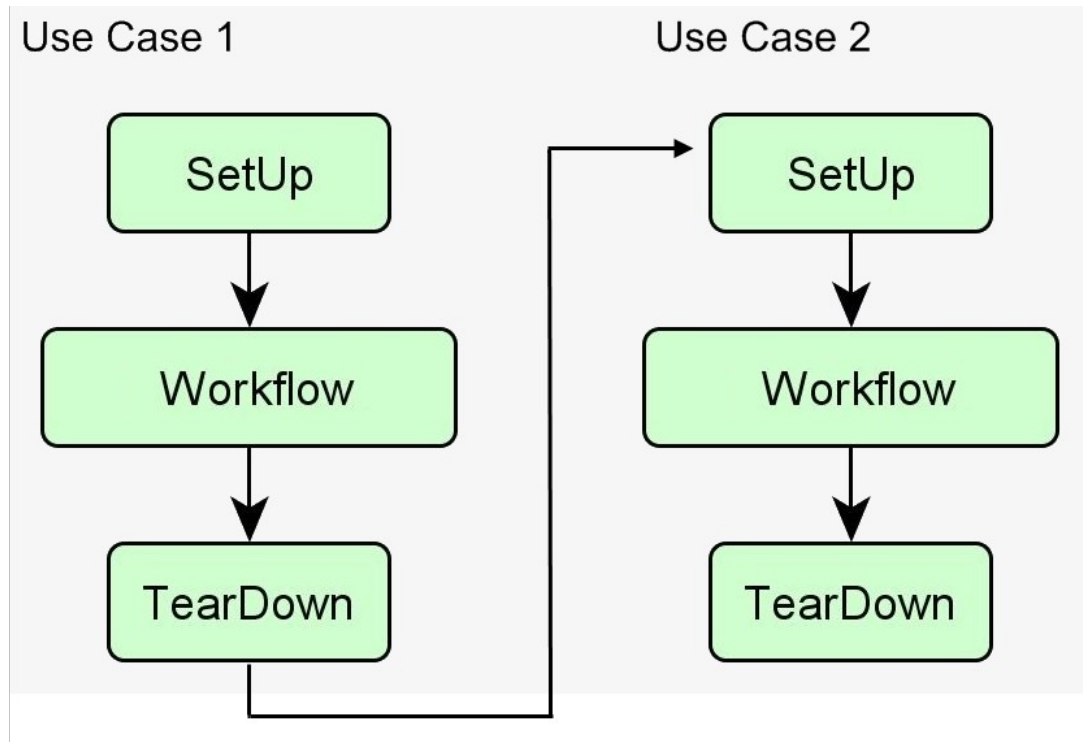 Use Case 1
SetUp
Workflow
TearDown
Use Case 2
SetUp
Workflow
TearDown